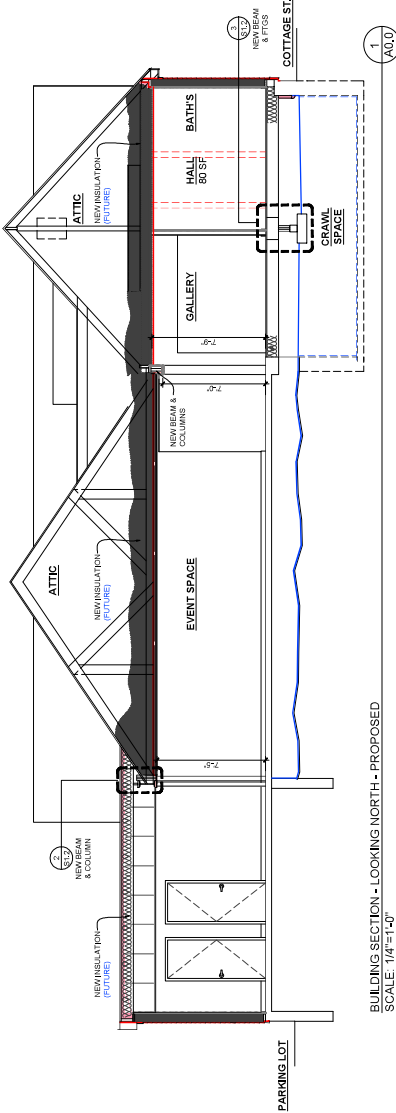 NEW INSULATION
(FUTURE)
2
S1.2
NEW BEAM
& COLUMN
ATTIC
NEW INSULATION
(FUTURE)
ATTIC
NEW INSULATION
(FUTURE)
3
S1.2
NEW BEAM
& FTGS
COTTAGE ST.
PARKING LOT
7'-5"
EVENT SPACE
NEW BEAM &
COLUMNS
7'-0"
7'-9"
GALLERY
HALL
80 SF
BATH'S
CRAWL
SPACE
BUILDING SECTION - LOOKING NORTH - PROPOSED
SCALE: 1/4"=1'-0"
1
A0.0